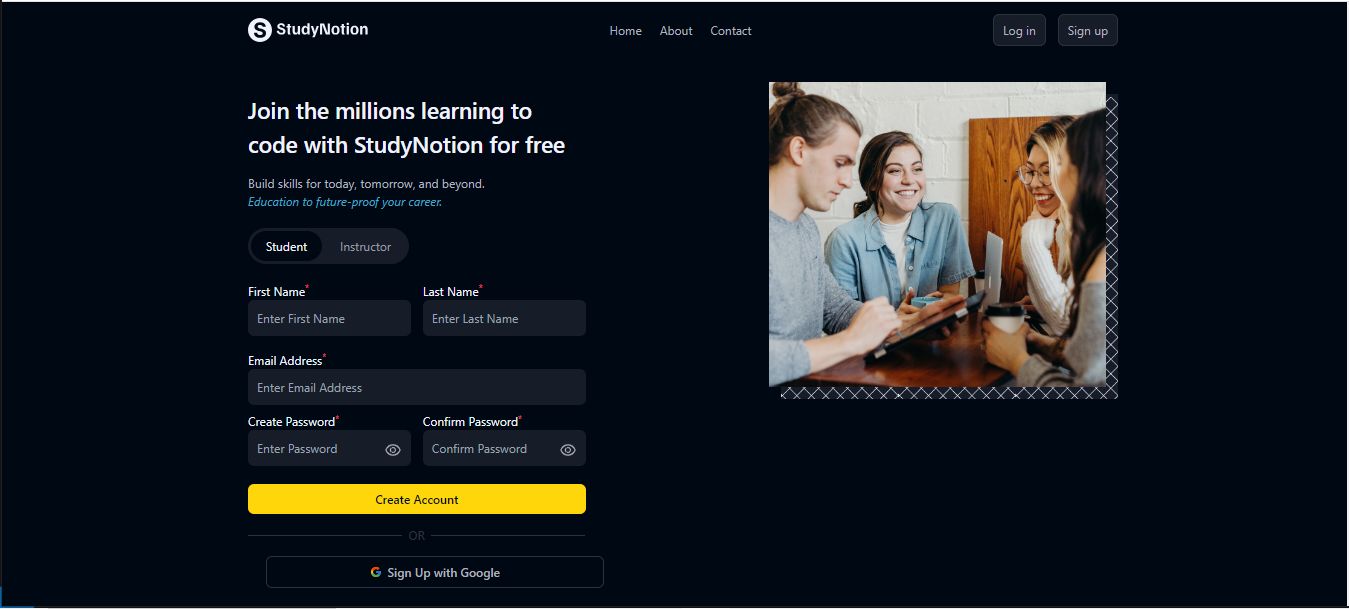 StudyNotion
Home About Contact
Log in Sign up
Join the millions learning to
code with StudyNotion for free
Build skills for today, tomorrow, and beyond.
Education to future-proof your career.
Student Instructor
First Name* Last Name*
Enter First Name Enter Last Name
Email Address*
Enter Email Address
Create Password* Confirm Password*
Enter Password Confirm Password
Create Account
OR
Sign Up with Google